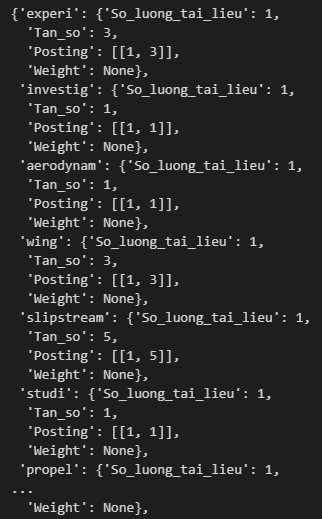 {'experi': {'So_luong_tai_lieu': 1,
'Tan_so': 3,
'Posting': [[1, 3]],
'Weight': None},
'investig': {'So_luong_tai_lieu': 1,
'Tan_so': 1,
'Posting': [[1, 1]],
'Weight': None},
'aerodynam': {'So_luong_tai_lieu': 1,
'Tan_so': 1,
'Posting': [[1, 1]],
'Weight': None},
'wing': {'So_luong_tai_lieu': 1,
'Tan_so': 3,
'Posting': [[1, 3]],
'Weight': None},
'slipstream': {'So_luong_tai_lieu': 1,
'Tan_so': 5,
'Posting': [[1, 5]],
'Weight': None},
'studi': {'So_luong_tai_lieu': 1,
'Tan_so': 1,
'Posting': [[1, 1]],
'Weight': None},
'propel': {'So_luong_tai_lieu': 1,
...
'Weight': None},